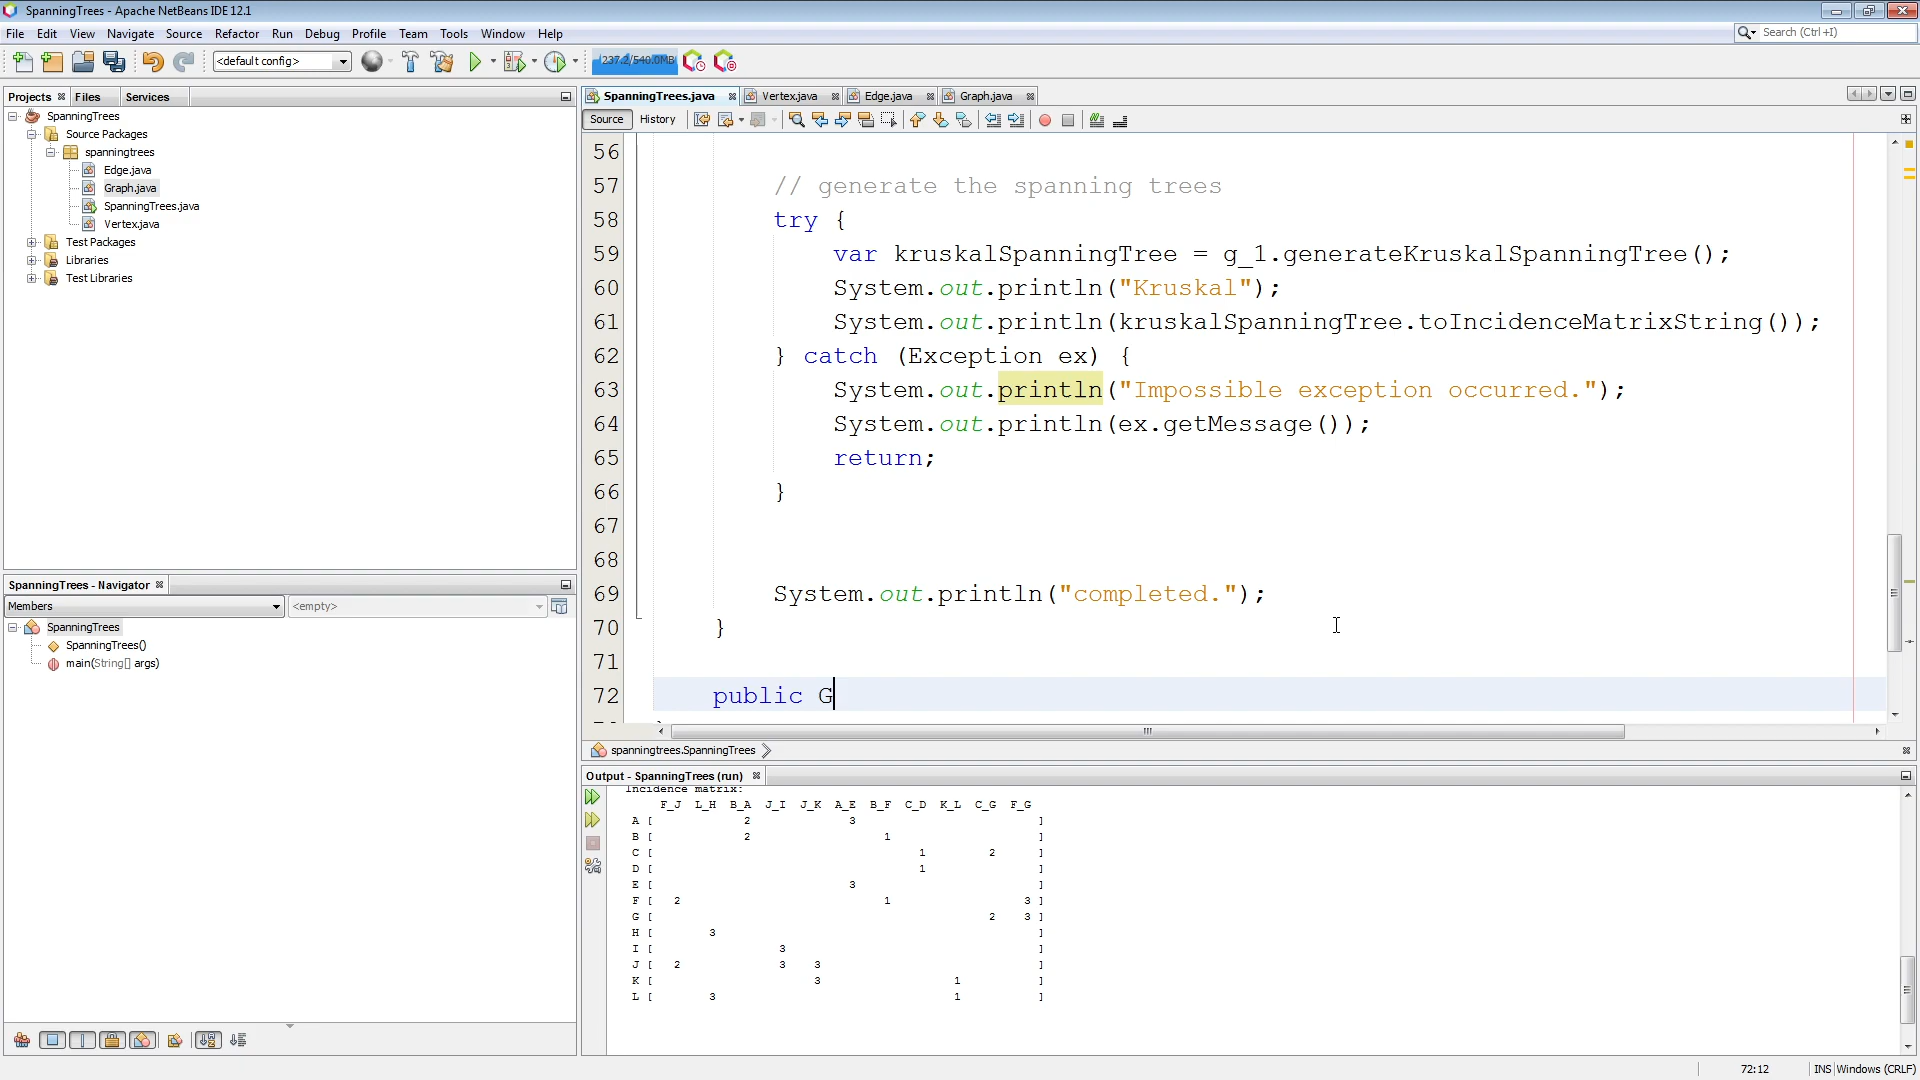 SpanningTrees - Apache NetBeans IDE 12.1
File Edit View Navigate Source Refactor Run Debug Profile Team Tools Window Help
Search (Ctrl+I)
<default config>
237.2/540.0MB
Projects Files Services
SpanningTrees
Source Packages
spanningtrees
Edge.java
Graph.java
SpanningTrees.java
Vertex.java
Test Packages
Libraries
Test Libraries
SpanningTrees - Navigator
Members <empty>
SpanningTrees
SpanningTrees()
main(String[] args)
SpanningTrees.java Vertex.java Edge.java Graph.java
Source History
56
57 // generate the spanning trees
58 try {
59 var kruskalSpanningTree = g_1.generateKruskalSpanningTree();
60 System.out.println("Kruskal");
61 System.out.println(kruskalSpanningTree.toIncidenceMatrixString());
62 } catch (Exception ex) {
63 System.out.println("Impossible exception occurred.");
64 System.out.println(ex.getMessage());
65 return;
66 }
67
68
69 System.out.println("completed.");
70 }
71
72 public G
spanningtrees.SpanningTrees
Output - SpanningTrees (run)
Incidence matrix:
F_J L_H B_A J_I J_K A_E B_F C_D K_L C_G F_G
A [ 2 3 ]
B [ 2 1 ]
C [ 1 2 ]
D [ 1 ]
E [ 3 ]
F [ 2 1 3 ]
G [ 2 3 ]
H [ 3 ]
I [ 3 ]
J [ 2 3 3 ]
K [ 3 1 ]
L [ 3 1 ]
72:12 INS Windows (CRLF)